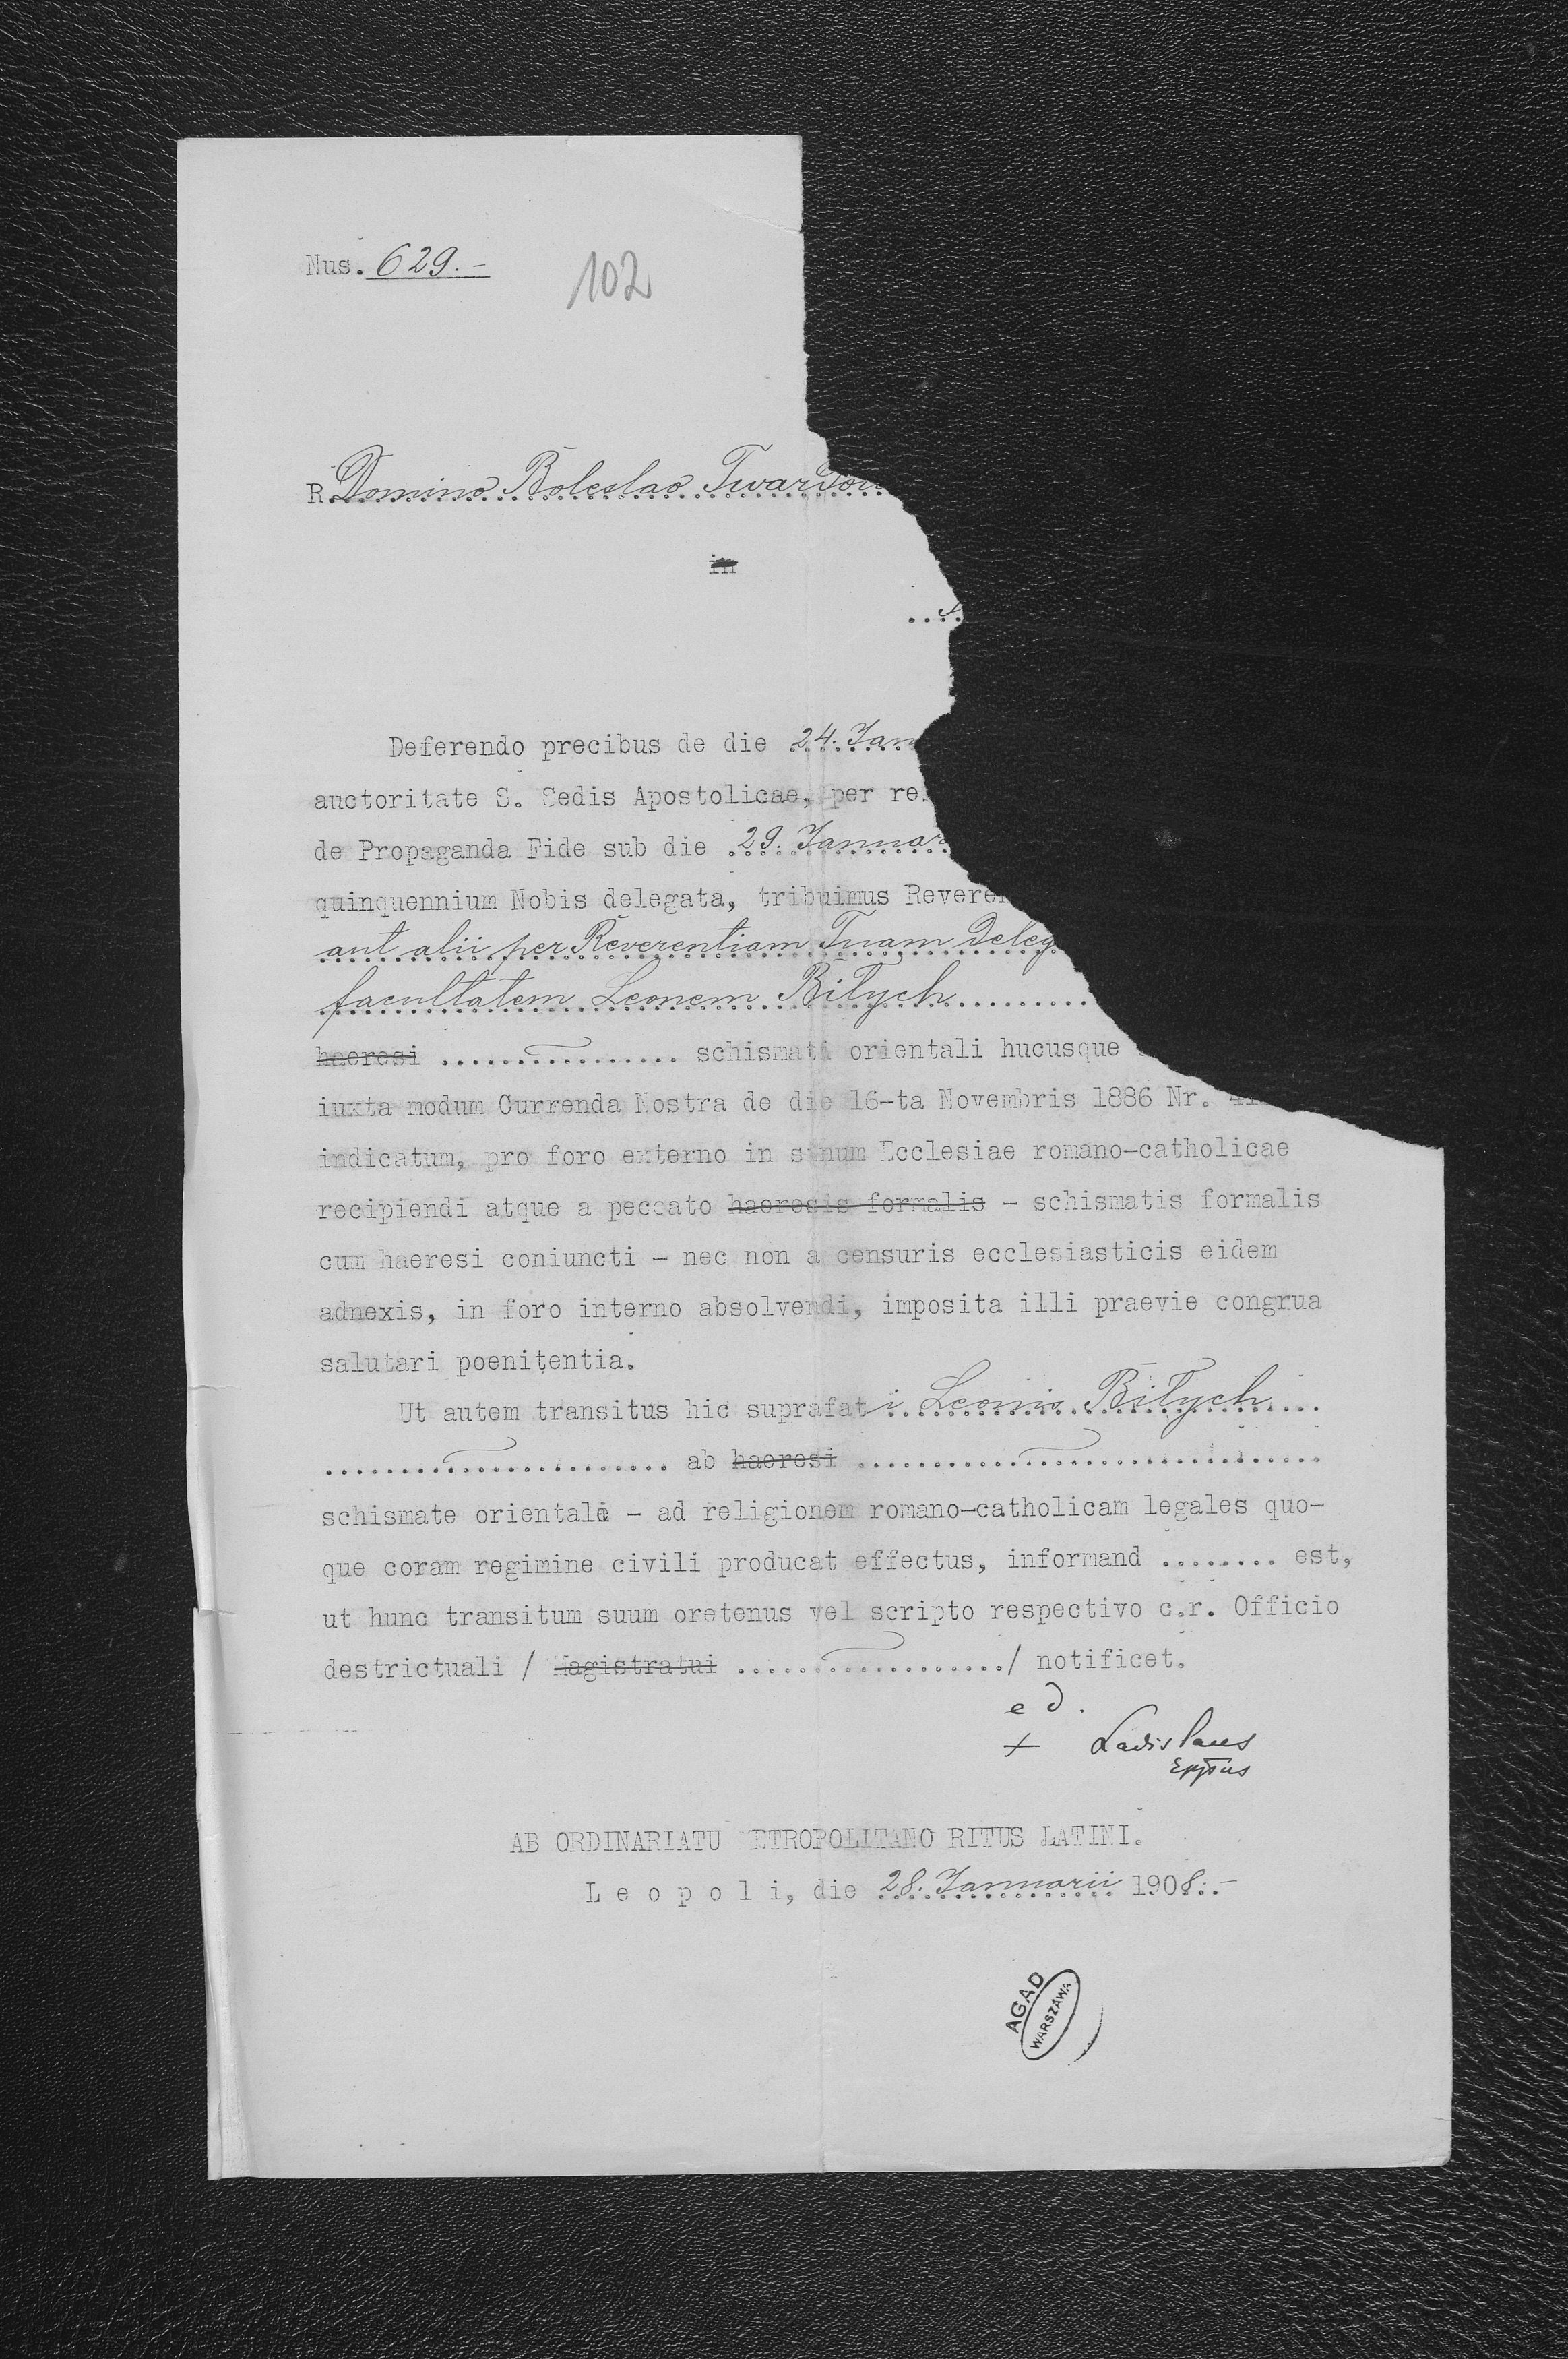 Nus. 629.-
102
R. Domino Boleslao Twardow
in
Deferendo precibus de die 24. Jan
auctoritate S. Sedis Apostolicae, per re
de Propaganda Fide sub die 29. Januar
quinquennium Nobis delegata, tribuimus Revere
aut alii per Reverentiam Tuam deleg
facultatem Leonem Bilych
haeresi ................ schismati orientali hucusque
iuxta modum Currenda Nostra de die 16-ta Novembris 1886 Nr.
indicatum, pro foro externo in sinum Ecclesiae romano-catholicae
recipiendi atque a peccato haeresis formalis - schismatis formalis
cum haeresi coniuncti - nec non a censuris ecclesiasticis eidem
adnexis, in foro interno absolvendi, imposita illi praevie congrua
salutari poenitentia.
Ut autem transitus hic suprafati Leonis Bilych....
........................ ab haeresi ................................
schismate orientale - ad religionem romano-catholicam legales quo-
que coram regimine civili producat effectus, informand ........ est,
ut hunc transitum suum oretenus vel scripto respectivo c.r. Officio
destrictuali / Magistratui .................../ notificet.
+ Ladislaus
Eppus
AB ORDINARIATU METROPOLITANO RITUS LATINI.
Leopoli, die 28. Januarii 1908.-
AGAD
WARSZAWA